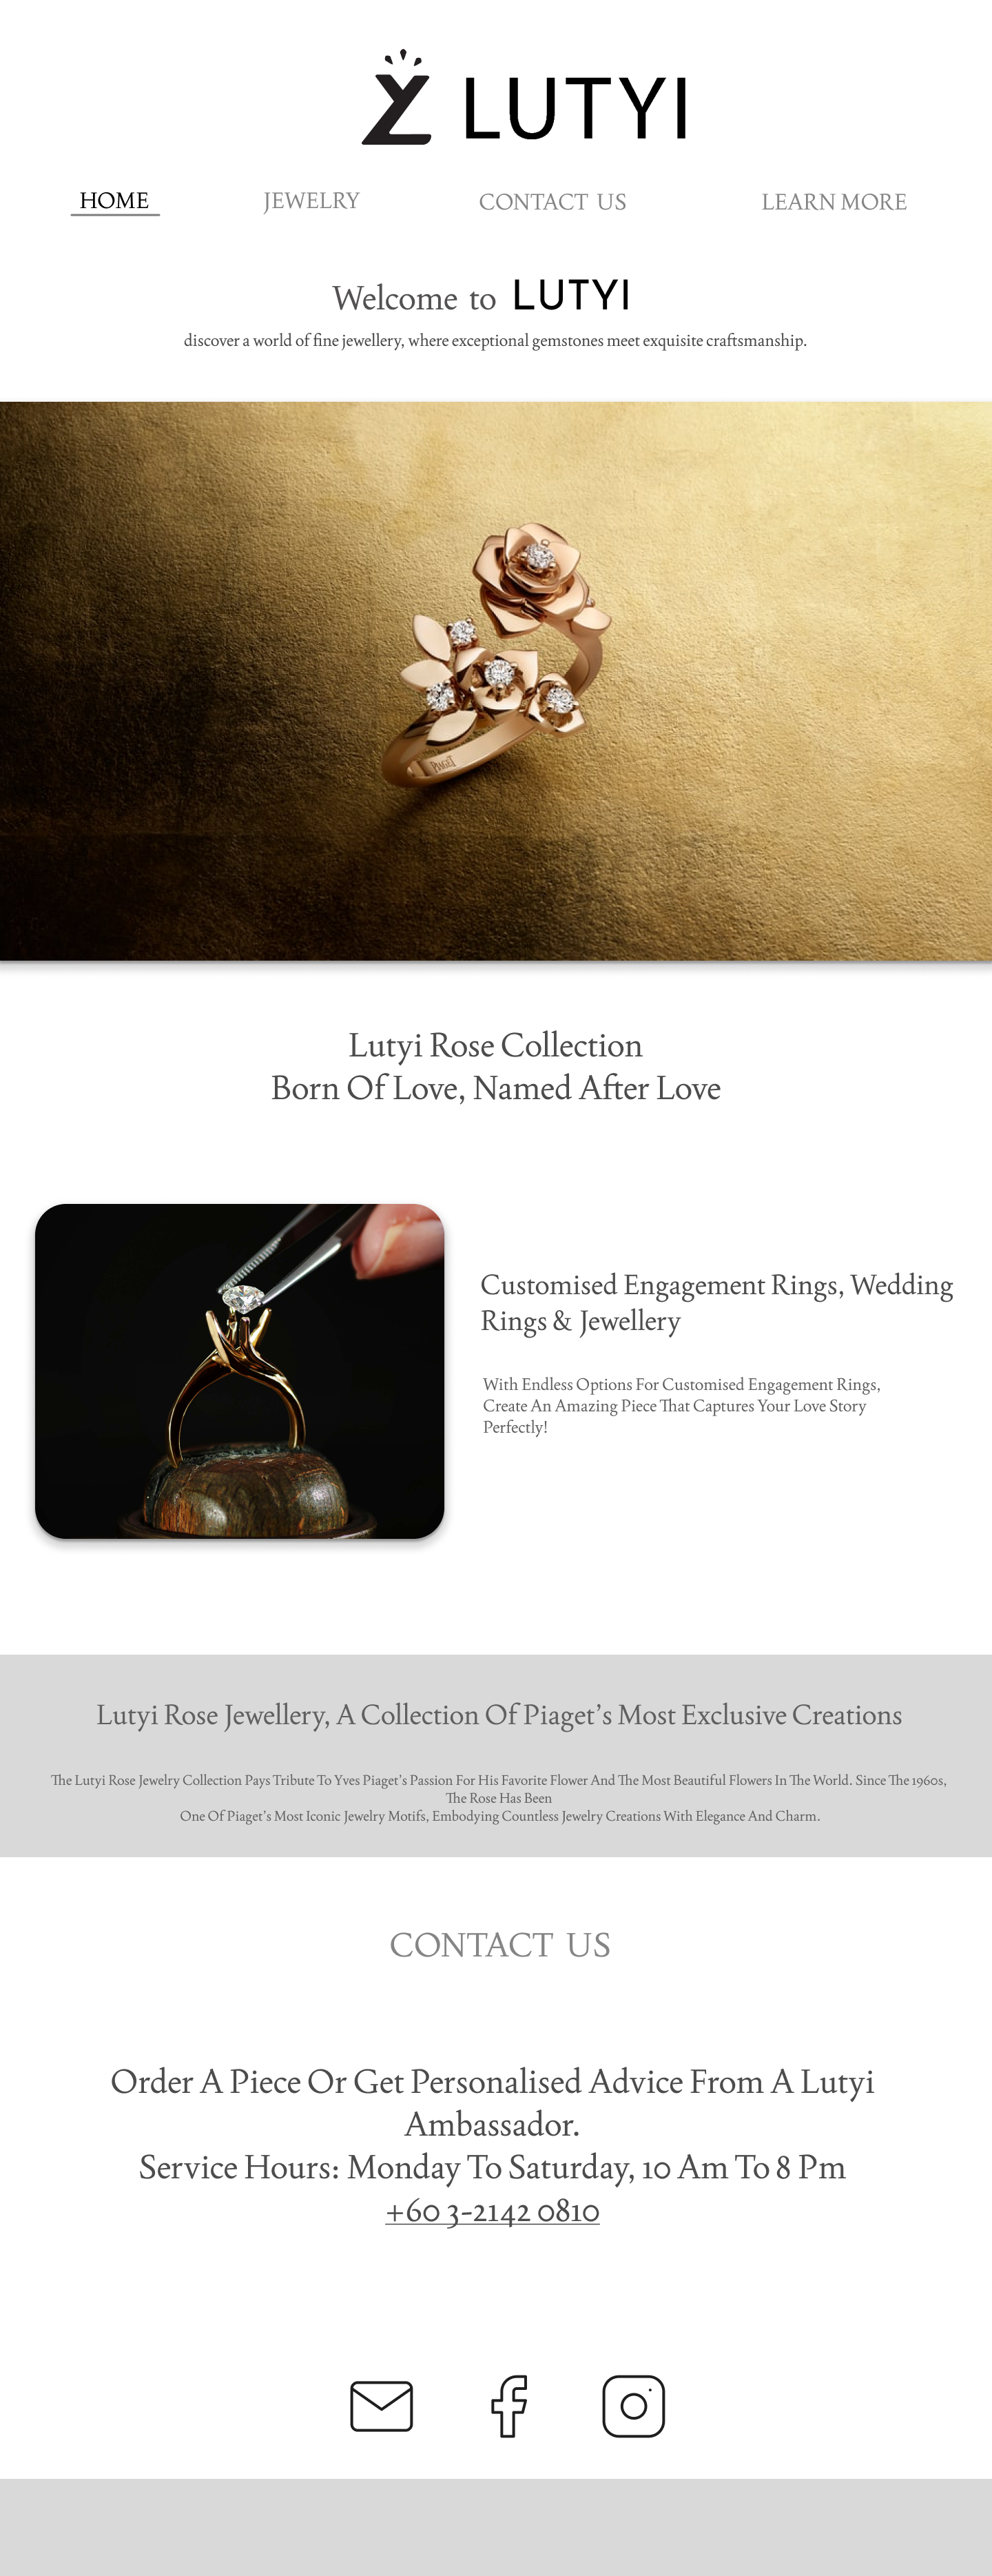 LUTYI
HOME JEWELRY CONTACT US LEARN MORE
Welcome to LUTYI
discover a world of fine jewellery, where exceptional gemstones meet exquisite craftsmanship.
PIAGET
Lutyi Rose Collection
Born Of Love, Named After Love
Customised Engagement Rings, Wedding
Rings & Jewellery
With Endless Options For Customised Engagement Rings,
Create An Amazing Piece That Captures Your Love Story
Perfectly!
Lutyi Rose Jewellery, A Collection Of Piaget's Most Exclusive Creations
The Lutyi Rose Jewelry Collection Pays Tribute To Yves Piaget's Passion For His Favorite Flower And The Most Beautiful Flowers In The World. Since The 1960s,
The Rose Has Been
One Of Piaget's Most Iconic Jewelry Motifs, Embodying Countless Jewelry Creations With Elegance And Charm.
CONTACT US
Order A Piece Or Get Personalised Advice From A Lutyi
Ambassador.
Service Hours: Monday To Saturday, 10 Am To 8 Pm
+60 3-2142 0810